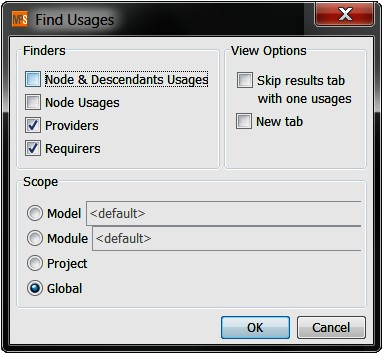 MPS Find Usages
Finders
Node & Descendants Usages
Node Usages
Providers
Requirers
View Options
Skip results tab
with one usages
New tab
Scope
Model <default>
Module <default>
Project
Global
OK Cancel